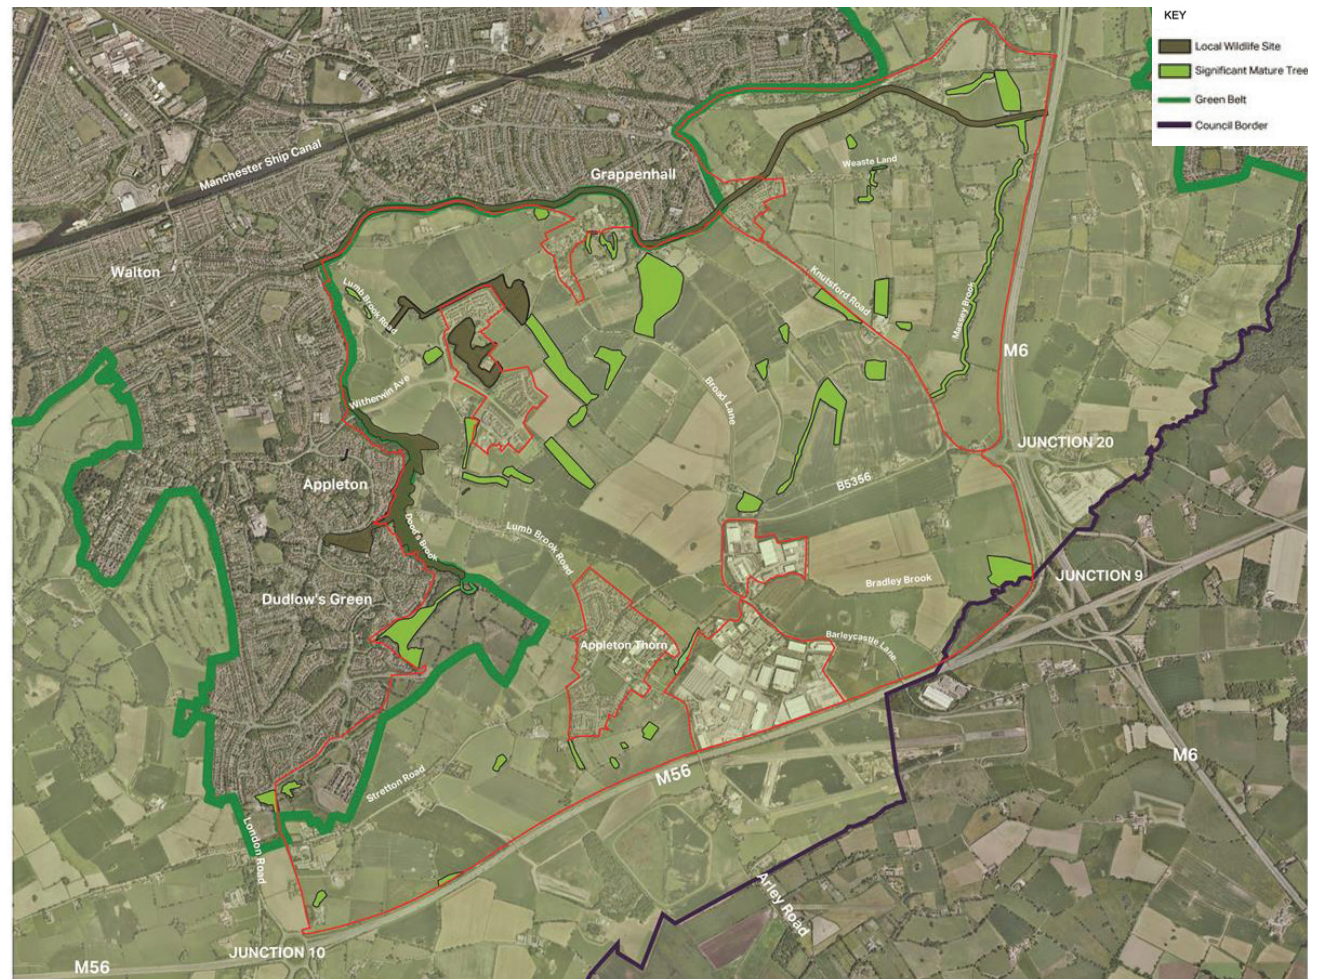 KEY
Local Wildlife Site
Significant Mature Tree
Green Belt
Council Border
Manchester Ship Canal
Grappenhall
Weaste Land
Walton
Lumb Brook Road
Knutsford Road
Massey Brook
M6
Witherwin Ave
Broad Lane
JUNCTION 20
Appleton
B5356
Dood's Brook
Lumb Brook Road
Bradley Brook
JUNCTION 9
Dudlow's Green
Appleton Thorn
Barleycastle Lane
M6
M56
Stretton Road
London Road
Arley Road
JUNCTION 10
M56